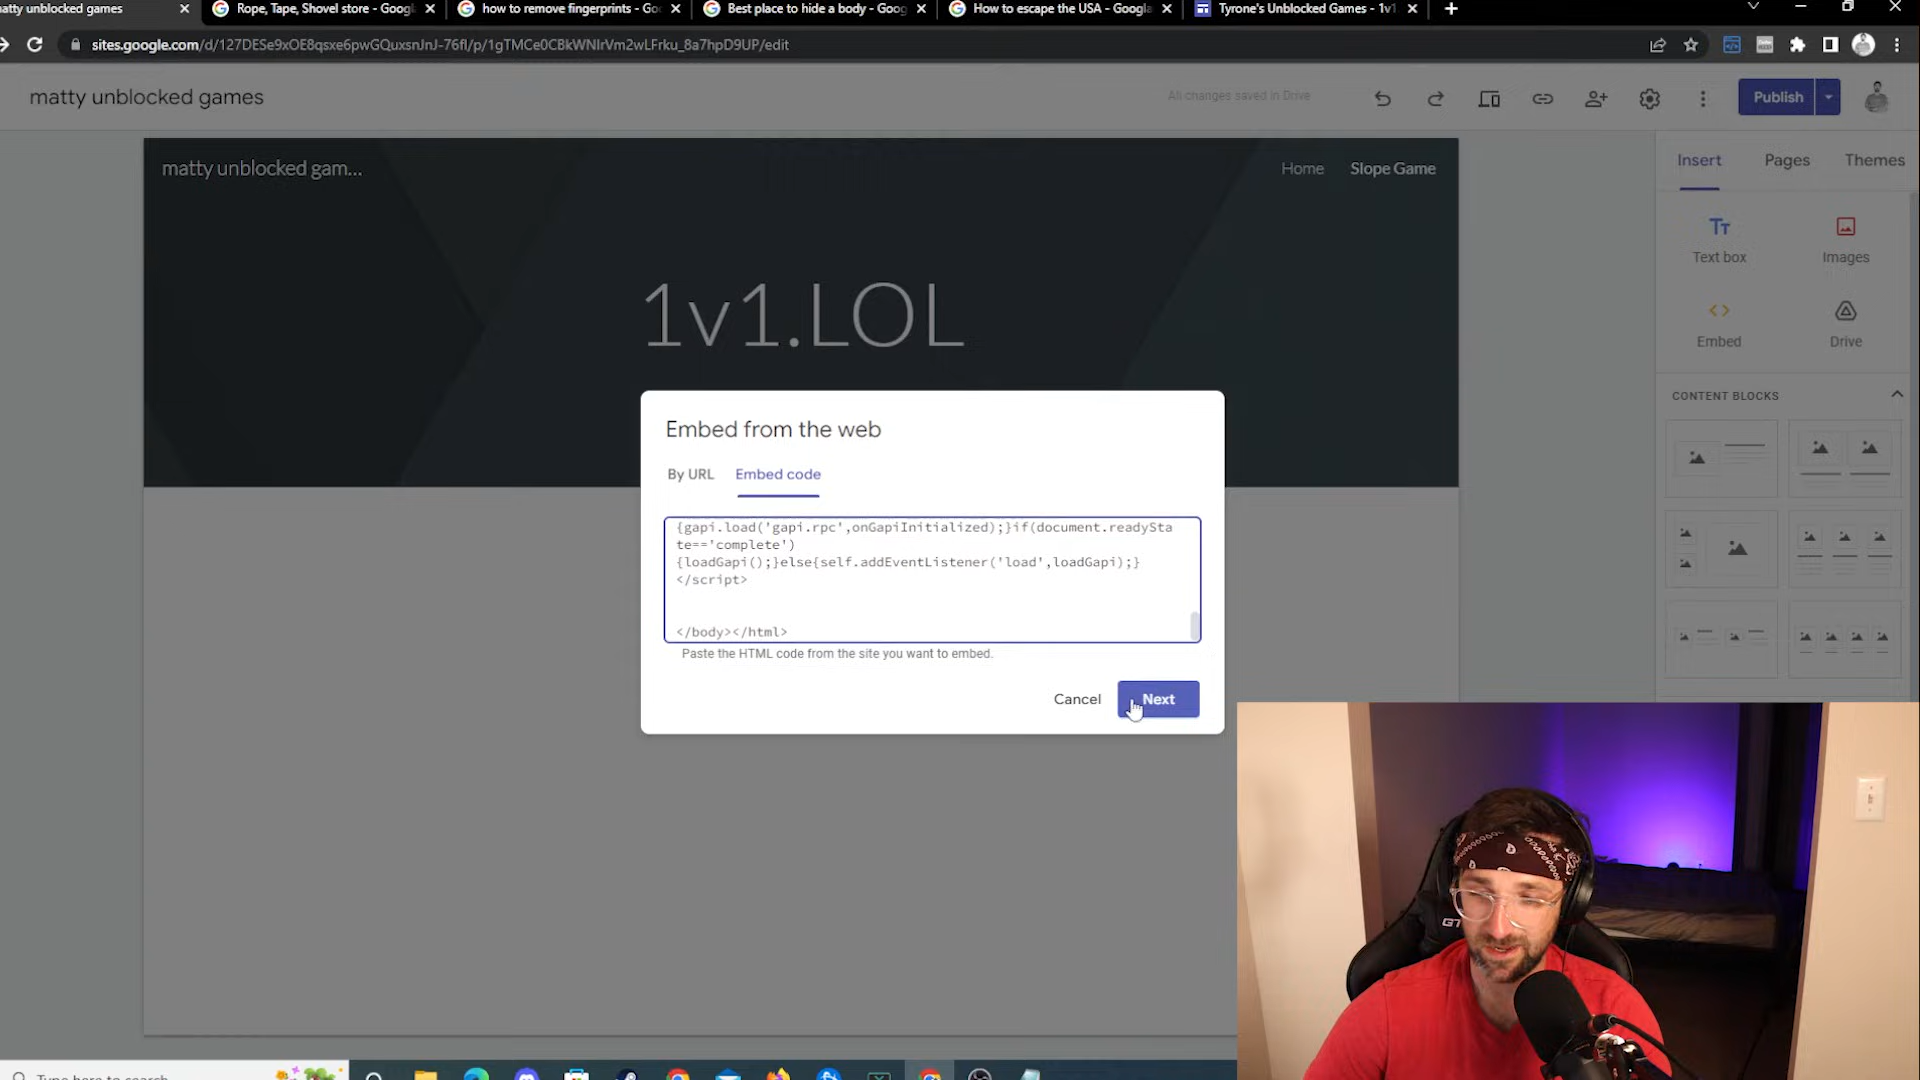 matty unblocked games
Rope, Tape, Shovel store - Googl
how to remove fingerprints - Go
Best place to hide a body - Goog
How to escape the USA - Google
Tyrone's Unblocked Games - 1v1
sites.google.com/d/127DESe9xOE8qsxe6pwGQuxsnJnJ-76fl/p/1gTMCe0CBkWNIrVm2wLFrku_8a7hpD9UP/edit
matty unblocked games
All changes saved in Drive
Publish
matty unblocked gam...
Home
Slope Game
Insert
Pages
Themes
Text box
Images
Embed
Drive
CONTENT BLOCKS
1v1.LOL
Embed from the web
By URL
Embed code
{gapi.load('gapi.rpc',onGapiInitialized);}if(document.readySta
te=='complete')
{loadGapi();}else{self.addEventListener('load',loadGapi);}
</script>
</body></html>
Paste the HTML code from the site you want to embed.
Cancel
Next
Type here to search